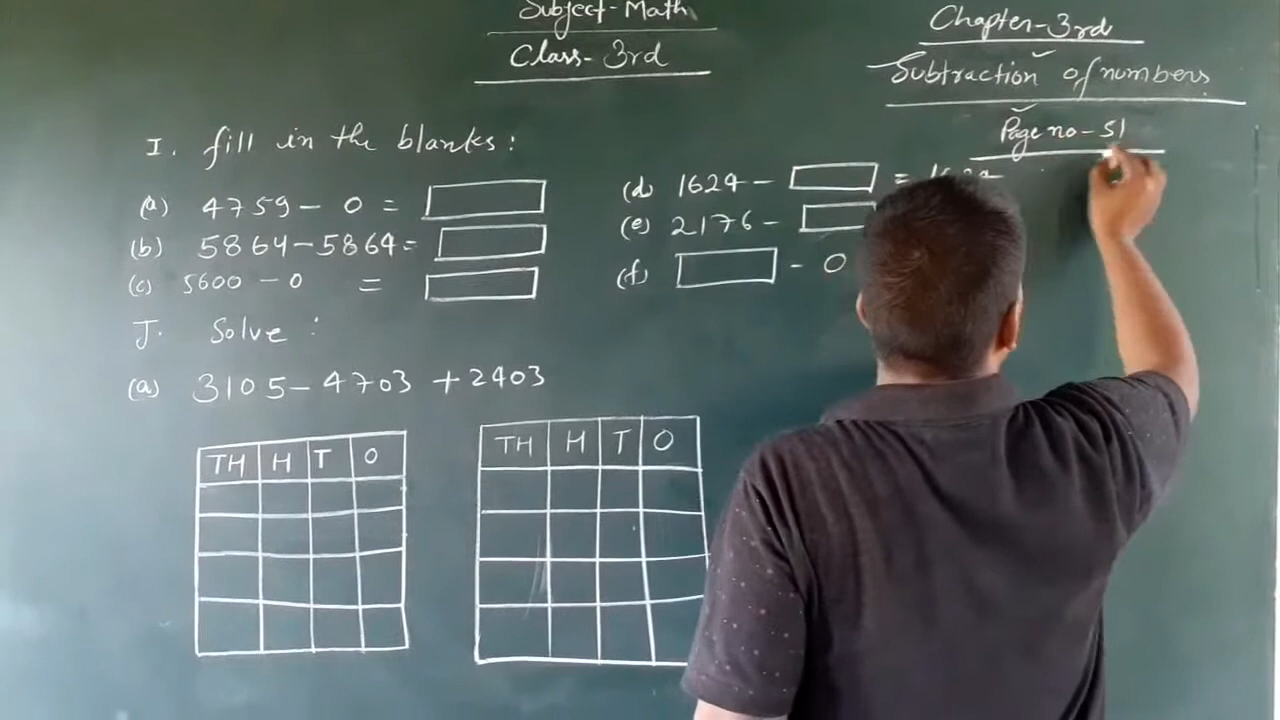 Subject-Math
Class-3rd
Chapter-3rd
Subtraction of numbers
Page no-51
I. fill in the blanks:
(a) 4759 - 0 =
(b) 5864-5864=
(c) 5600 - 0 =
(d) 1624 - =
(e) 2176 -
(f) - 0
J. Solve:
(a) 3105-4703 +2403
TH H T O
TH H T O